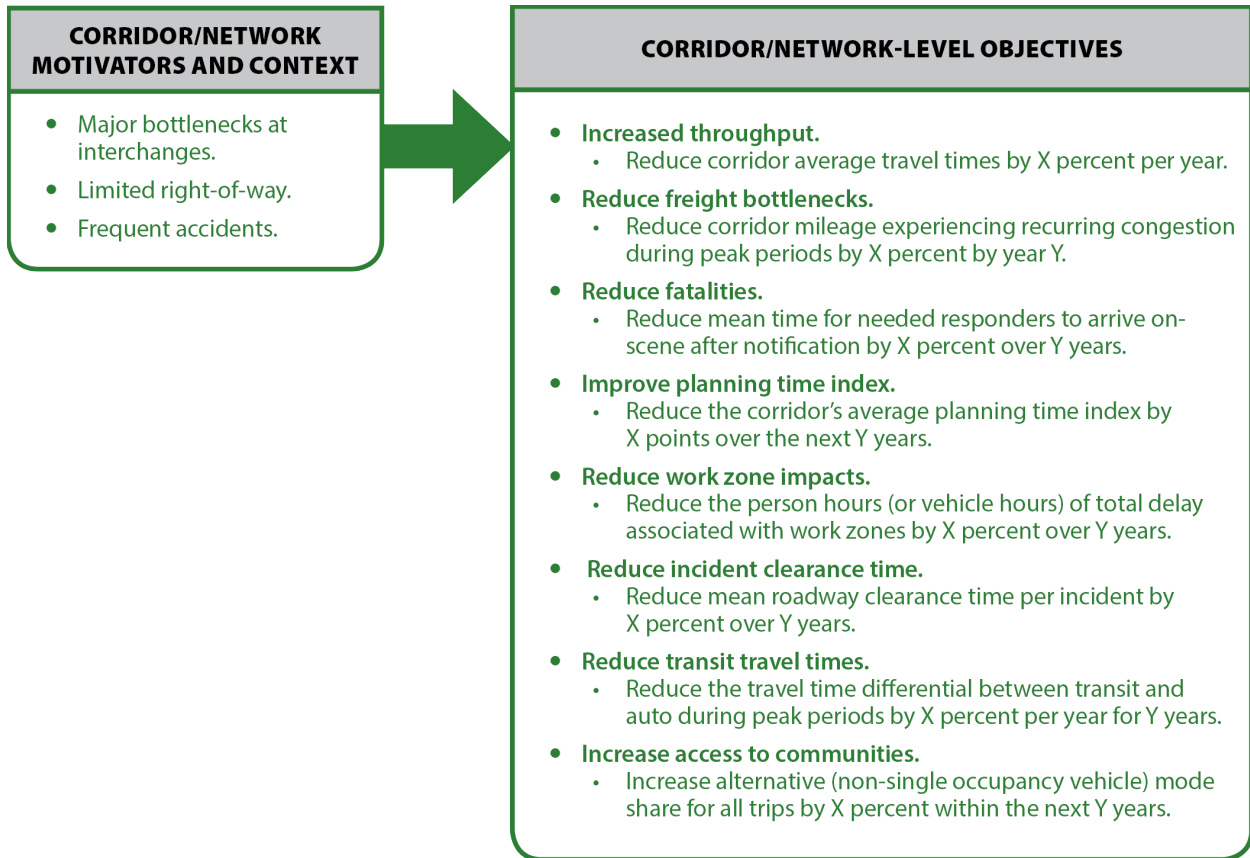 CORRIDOR/NETWORK
MOTIVATORS AND CONTEXT
• Major bottlenecks at
interchanges.
• Limited right-of-way.
• Frequent accidents.
CORRIDOR/NETWORK-LEVEL OBJECTIVES
• Increased throughput.
• Reduce corridor average travel times by X percent per year.
• Reduce freight bottlenecks.
• Reduce corridor mileage experiencing recurring congestion
during peak periods by X percent by year Y.
• Reduce fatalities.
• Reduce mean time for needed responders to arrive on-
scene after notification by X percent over Y years.
• Improve planning time index.
• Reduce the corridor’s average planning time index by
X points over the next Y years.
• Reduce work zone impacts.
• Reduce the person hours (or vehicle hours) of total delay
associated with work zones by X percent over Y years.
• Reduce incident clearance time.
• Reduce mean roadway clearance time per incident by
X percent over Y years.
• Reduce transit travel times.
• Reduce the travel time differential between transit and
auto during peak periods by X percent per year for Y years.
• Increase access to communities.
• Increase alternative (non-single occupancy vehicle) mode
share for all trips by X percent within the next Y years.